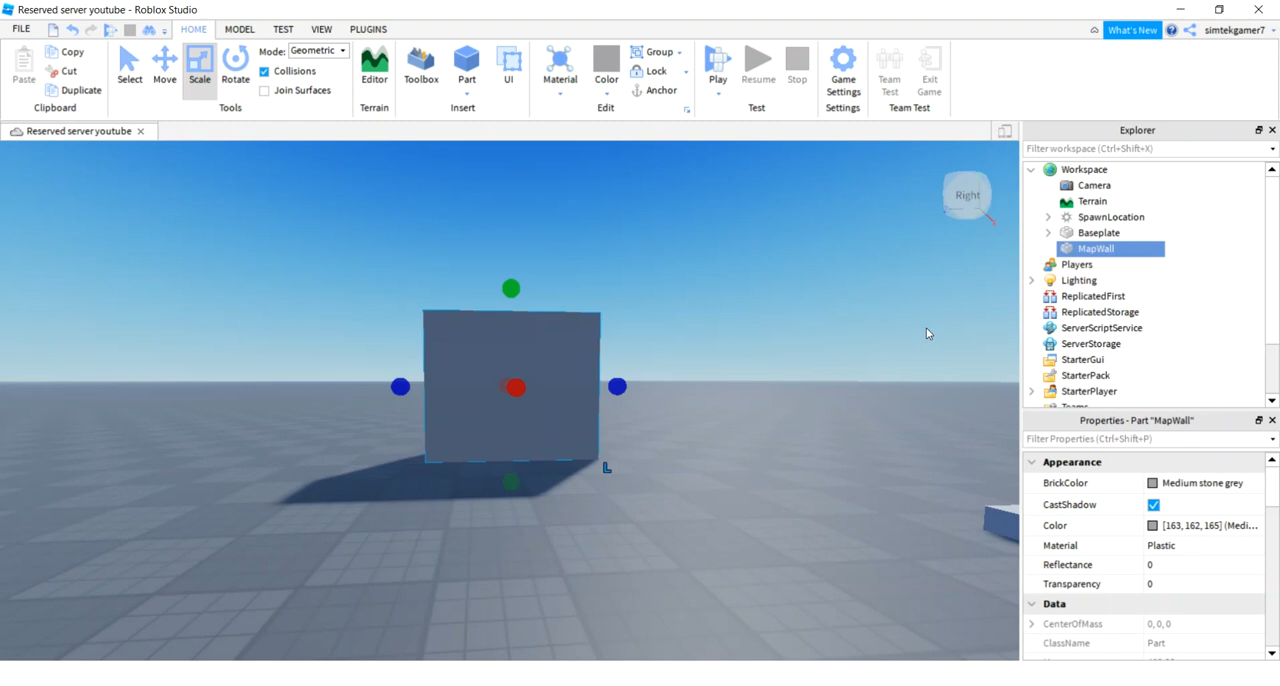 Reserved server youtube - Roblox Studio
FILE HOME MODEL TEST VIEW PLUGINS What's New simtekgamer7
Paste Copy Cut Duplicate Clipboard
Select Move Scale Rotate Mode: Geometric Collisions Join Surfaces Tools
Editor Terrain
Toolbox Part UI Insert
Material Color Group Lock Anchor Edit
Play Resume Stop Test
Game Settings Settings
Team Test Exit Game Team Test
Reserved server youtube
Right
Explorer
Filter workspace (Ctrl+Shift+X)
Workspace
Camera
Terrain
SpawnLocation
Baseplate
MapWall
Players
Lighting
ReplicatedFirst
ReplicatedStorage
ServerScriptService
ServerStorage
StarterGui
StarterPack
StarterPlayer
L
Properties - Part "MapWall"
Filter Properties (Ctrl+Shift+P)
Appearance
BrickColor Medium stone grey
CastShadow
Color [163, 162, 165] (Medi...
Material Plastic
Reflectance 0
Transparency 0
Data
CenterOfMass 0, 0, 0
ClassName Part